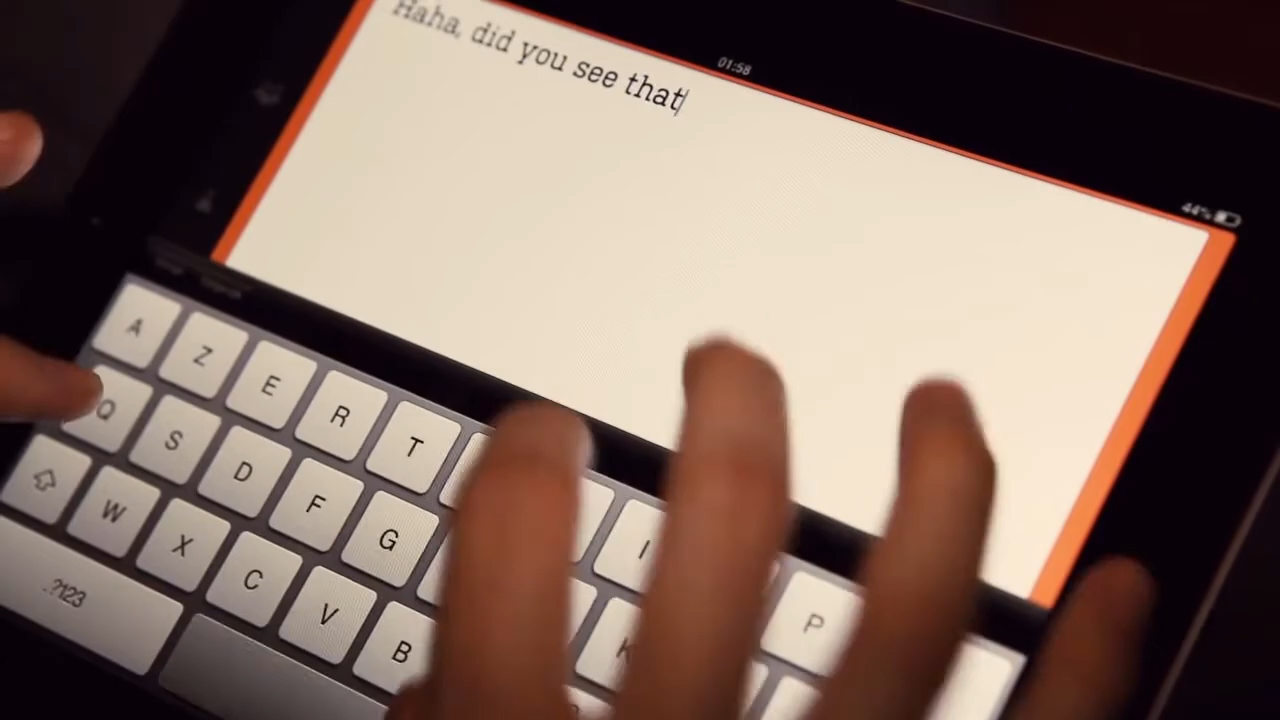 01:58
44%
Haha, did you see that
A Z E R T I P
Q S D F G K
W X C V B
.?123